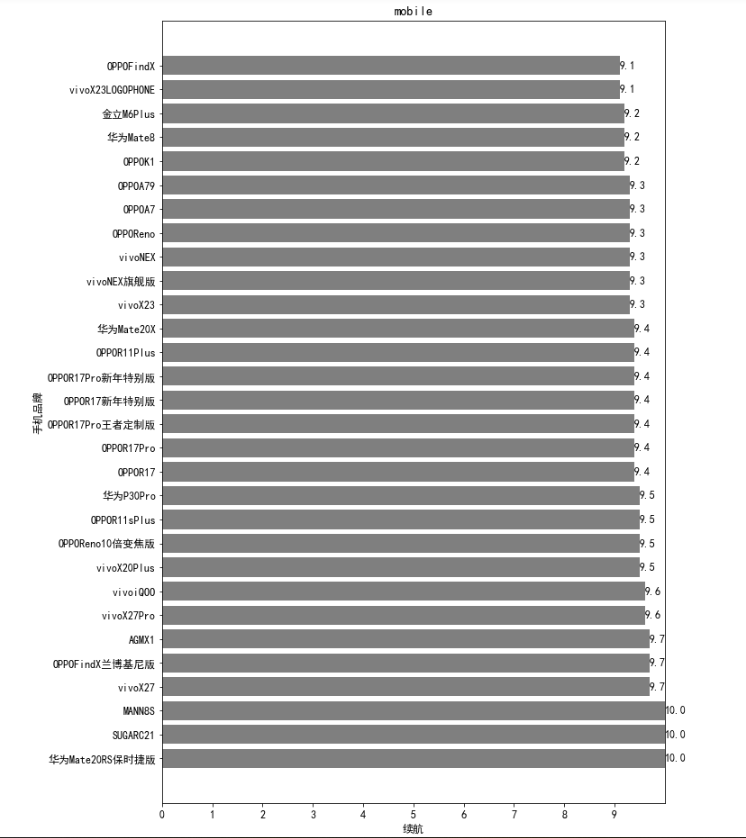 mobile
OPPOFindX 9.1
vivoX23LOGOPHONE 9.1
金立M6Plus 9.2
华为Mate8 9.2
OPPOK1 9.2
OPPOA79 9.3
OPPOA7 9.3
OPPOReno 9.3
vivoNEX 9.3
vivoNEX旗舰版 9.3
vivoX23 9.3
华为Mate20X 9.4
OPPOR11Plus 9.4
OPPOR17Pro新年特别版 9.4
OPPOR17新年特别版 9.4
OPPOR17Pro王者定制版 9.4
OPPOR17Pro 9.4
OPPOR17 9.4
华为P30Pro 9.5
OPPOR11sPlus 9.5
OPPOReno10倍变焦版 9.5
vivoX20Plus 9.5
vivoiQOO 9.6
vivoX27Pro 9.6
AGMX1 9.7
OPPOFindX兰博基尼版 9.7
vivoX27 9.7
MANN8S 10.0
SUGARC21 10.0
华为Mate20RS保时捷版 10.0
手机品牌
0 1 2 3 4 5 6 7 8 9
续航